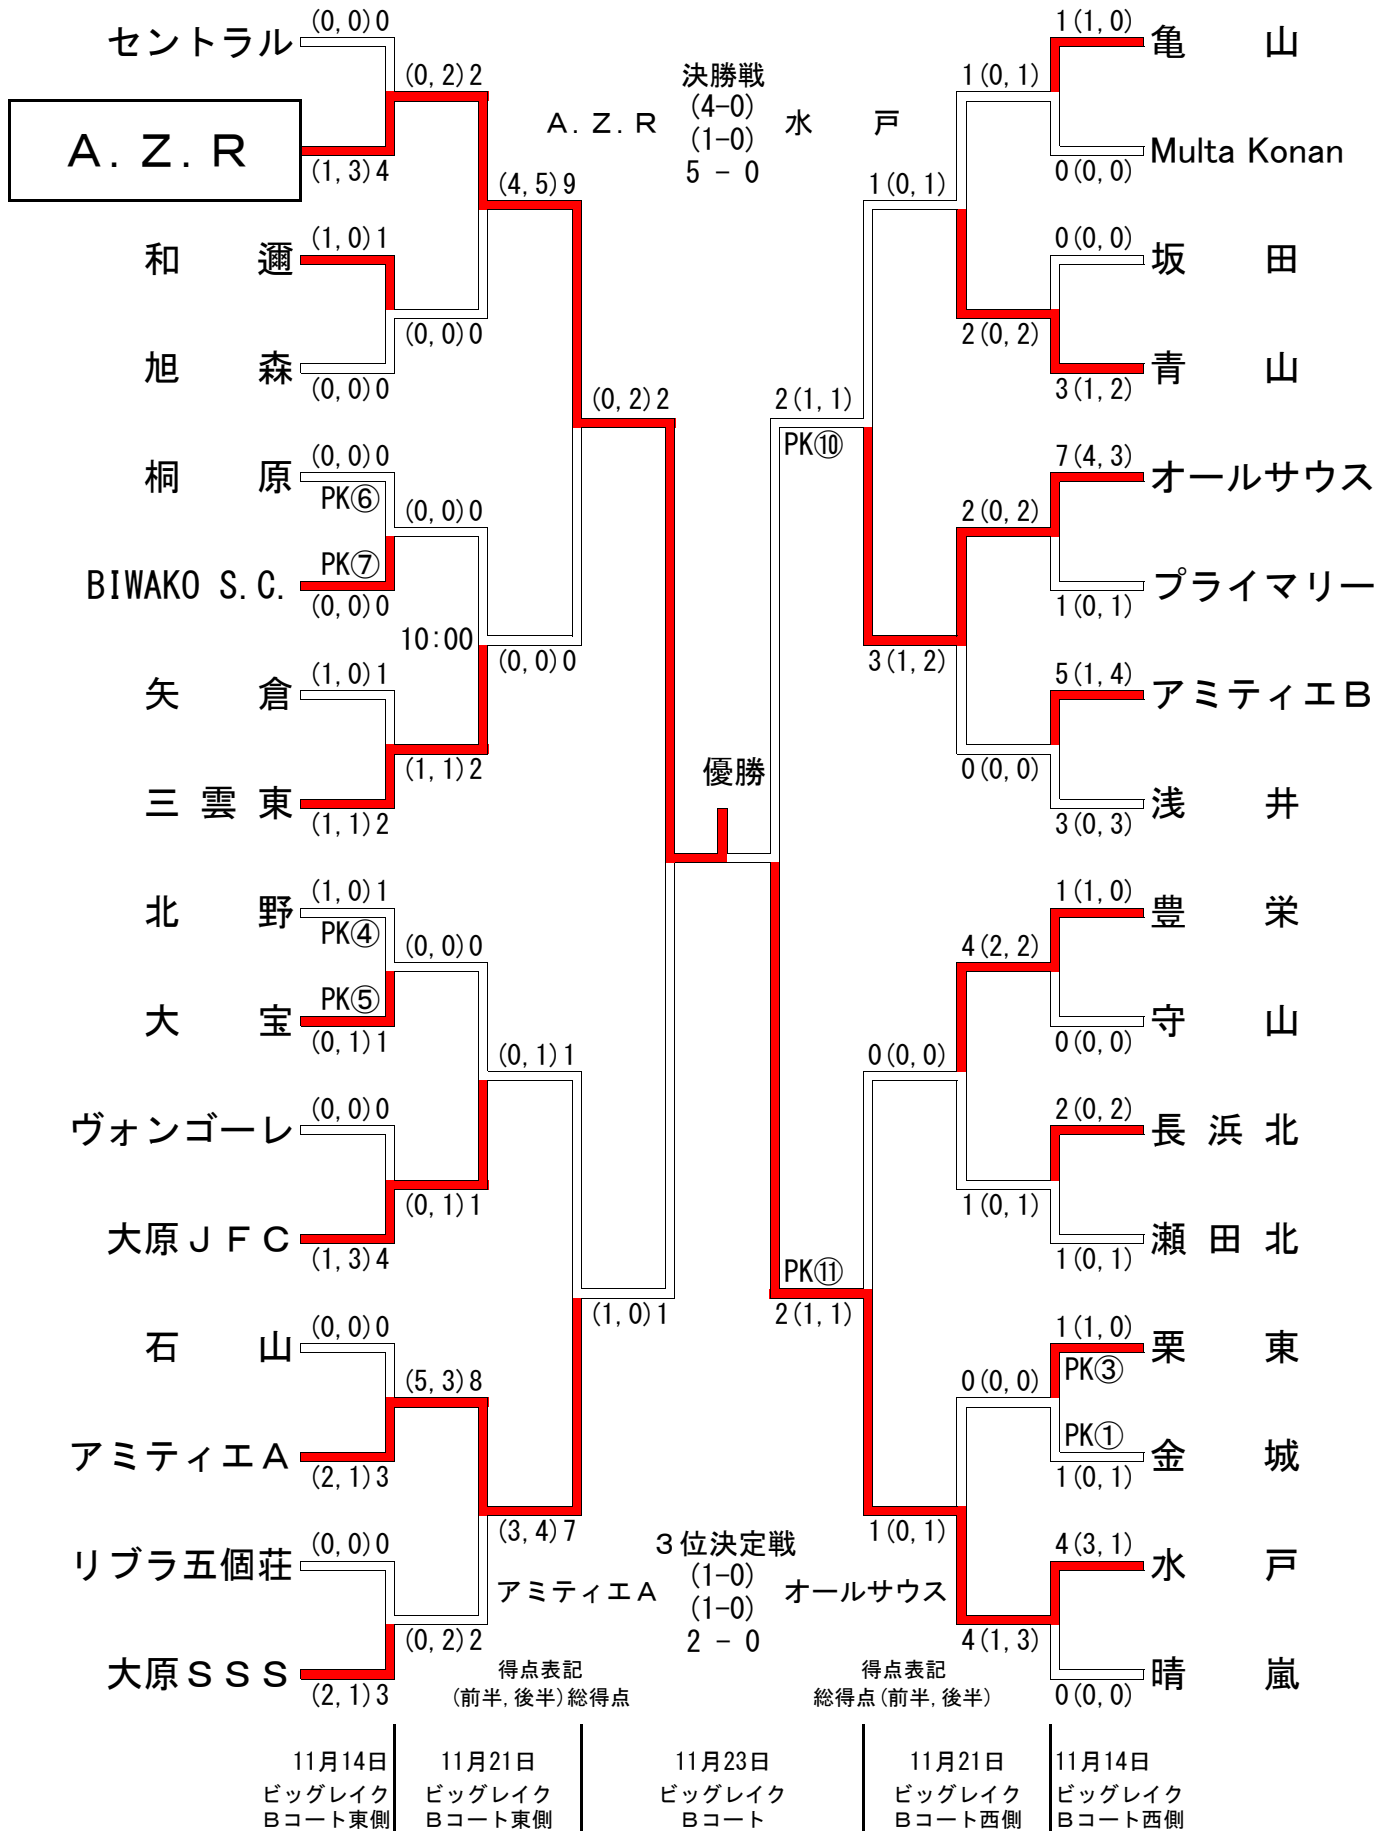 セントラル
(0,0)0
A.Z.R
(1,3)4
(0,2)2
和　邇
(1,0)1
旭　森
(0,0)0
(0,0)0
(4,5)9
桐　原
(0,0)0
PK⑥
BIWAKO S.C.
PK⑦
(0,0)0
(0,0)0
10:00
矢　倉
(1,0)1
三　雲　東
(1,1)2
(1,1)2
(0,0)0
(0,2)2
北　野
(1,0)1
PK④
大　宝
PK⑤
(0,1)1
(0,0)0
ヴォンゴーレ
(0,0)0
大原ＪＦＣ
(1,3)4
(0,1)1
(0,1)1
石　山
(0,0)0
アミティエＡ
(2,1)3
(5,3)8
リブラ五個荘
(0,0)0
大原ＳＳＳ
(2,1)3
(0,2)2
(3,4)7
(1,0)1
決勝戦
A.Z.R
(4-0)
(1-0)
5 - 0
水　戸
優勝
３位決定戦
アミティエＡ
(1-0)
(1-0)
2 - 0
オールサウス
得点表記
(前半,後半)総得点
得点表記
総得点(前半,後半)
1(1,0)
亀　山
Multa Konan
0(0,0)
1(0,1)
0(0,0)
坂　田
青　山
3(1,2)
2(0,2)
1(0,1)
7(4,3)
オールサウス
プライマリー
1(0,1)
2(0,2)
5(1,4)
アミティエＢ
浅　井
3(0,3)
0(0,0)
3(1,2)
2(1,1)
PK⑩
1(1,0)
豊　栄
守　山
0(0,0)
4(2,2)
2(0,2)
長　浜　北
瀬　田　北
1(0,1)
1(0,1)
0(0,0)
1(1,0)
栗　東
PK③
PK①
金　城
1(0,1)
0(0,0)
4(3,1)
水　戸
晴　嵐
0(0,0)
4(1,3)
1(0,1)
PK⑪
2(1,1)
11月14日
ビッグレイク
Ｂコート東側
11月21日
ビッグレイク
Ｂコート東側
11月23日
ビッグレイク
Ｂコート
11月21日
ビッグレイク
Ｂコート西側
11月14日
ビッグレイク
Ｂコート西側